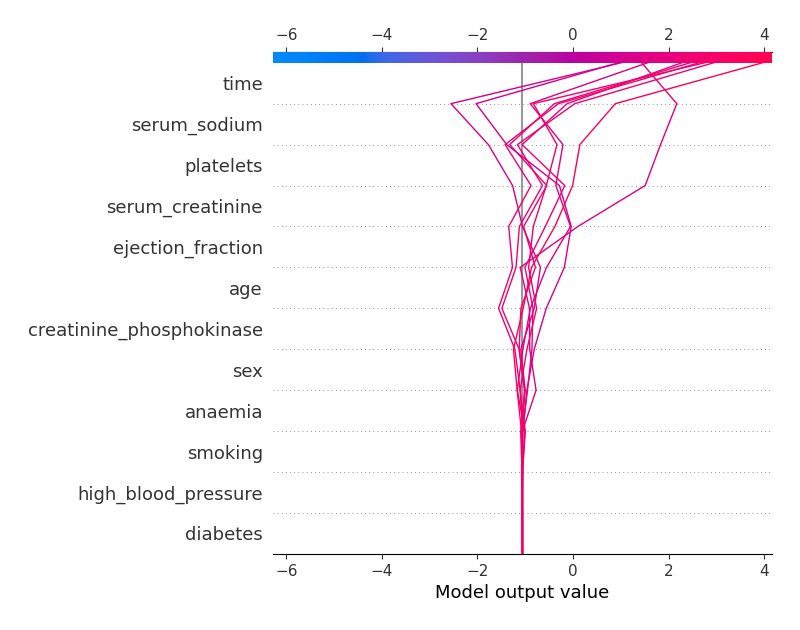 −6 −4 −2 0 2 4
time
serum_sodium
platelets
serum_creatinine
ejection_fraction
age
creatinine_phosphokinase
sex
anaemia
smoking
high_blood_pressure
diabetes
−6 −4 −2 0 2 4
Model output value